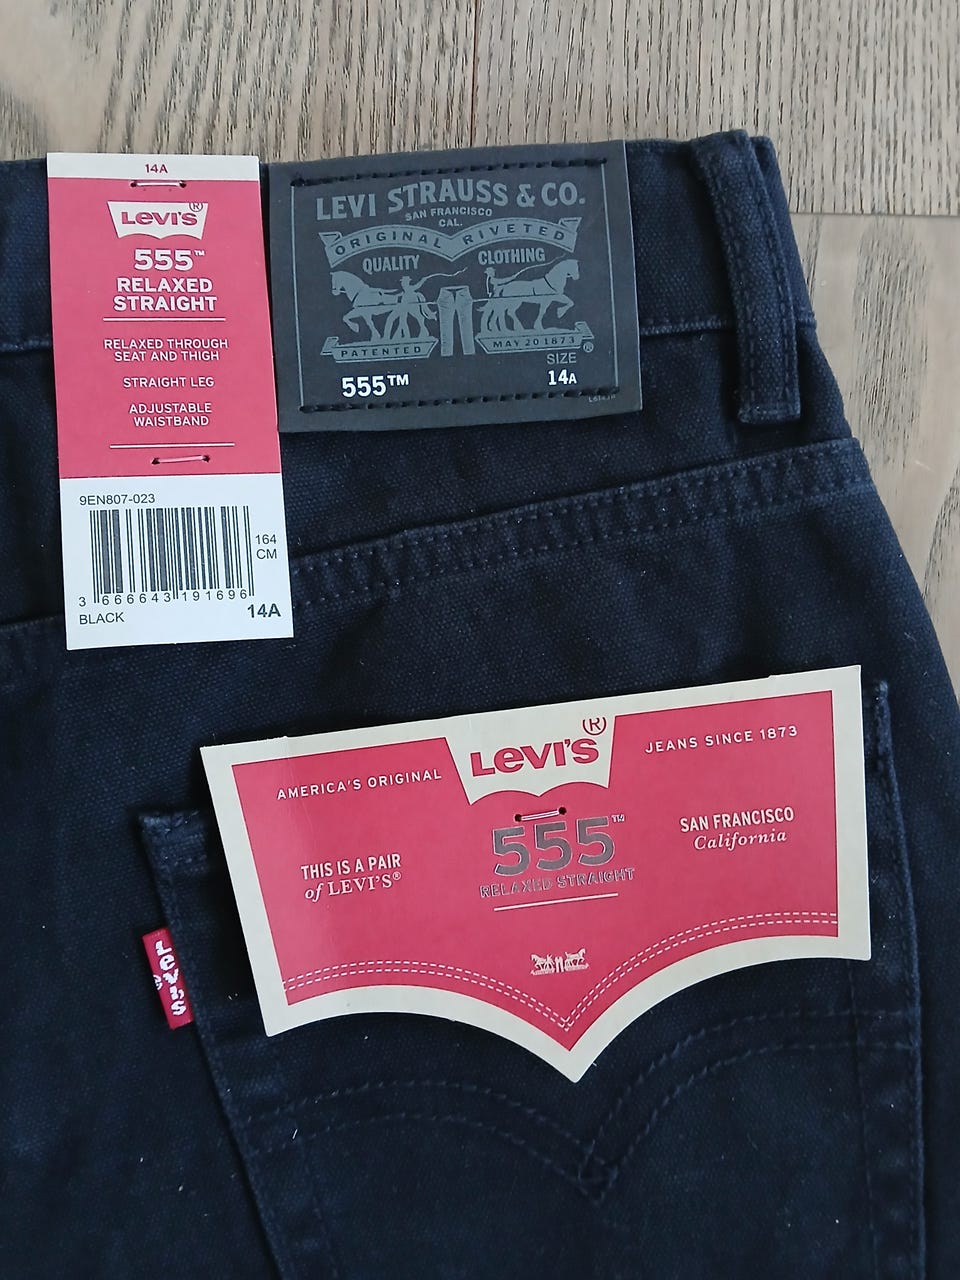 14A
Levi's®
555™
RELAXED
STRAIGHT
RELAXED THROUGH
SEAT AND THIGH
STRAIGHT LEG
ADJUSTABLE
WAISTBAND
9EN807-023
164
CM
3 666643 191696
BLACK
14A
LEVI STRAUSS & CO.
SAN FRANCISCO
CAL.
ORIGINAL RIVETED
QUALITY CLOTHING
PATENTED MAY 20 1873 ®
SIZE
555™ 14A
AMERICA'S ORIGINAL
Levi's®
JEANS SINCE 1873
THIS IS A PAIR
of LEVI'S®
555™
RELAXED STRAIGHT
SAN FRANCISCO
California
Levi's
®